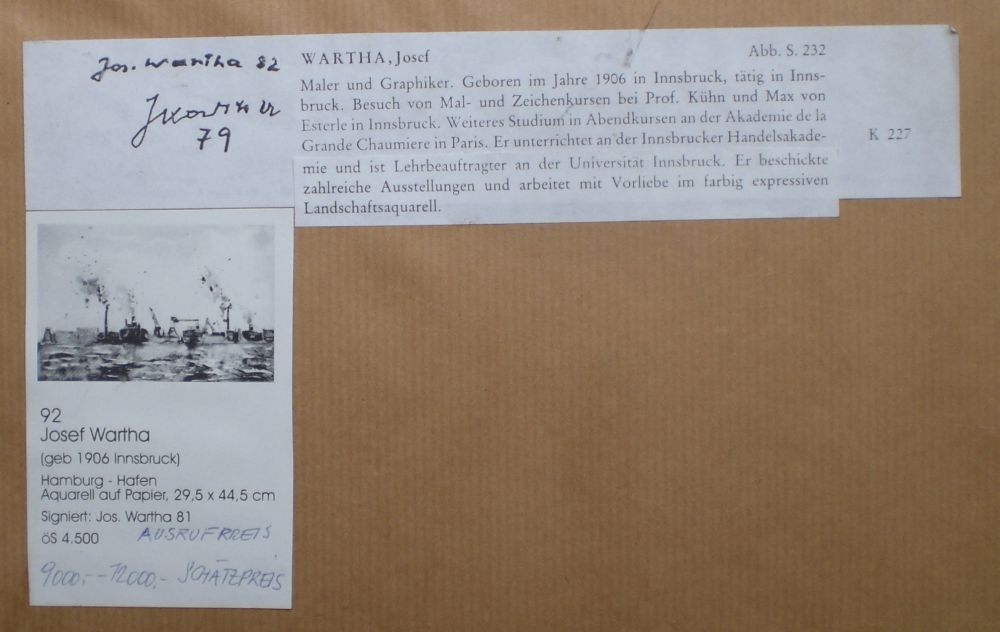 Jos. Wartha 82
JWartha
79
WARTHA, Josef
Abb. S. 232
Maler und Graphiker. Geboren im Jahre 1906 in Innsbruck, tätig in Inns-
bruck. Besuch von Mal- und Zeichenkursen bei Prof. Kühn und Max von
Esterle in Innsbruck. Weiteres Studium in Abendkursen an der Akademie de la
Grande Chaumiere in Paris. Er unterrichtet an der Innsbrucker Handelsakade-
mie und ist Lehrbeauftragter an der Universität Innsbruck. Er beschickte
zahlreiche Ausstellungen und arbeitet mit Vorliebe im farbig expressiven
Landschaftsaquarell.
K 227
92
Josef Wartha
(geb 1906 Innsbruck)
Hamburg - Hafen
Aquarell auf Papier, 29,5 x 44,5 cm
Signiert: Jos. Wartha 81
öS 4.500 AUSRUFPREIS
9000,- -12000,- SCHÄTZPREIS